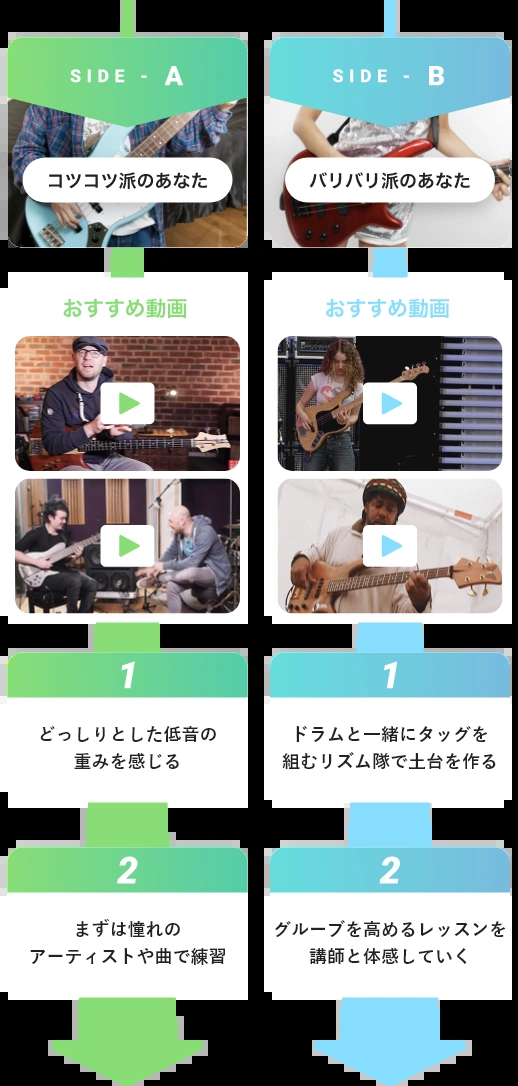 SIDE - A
コツコツ派のあなた
おすすめ動画
1
どっしりとした低音の
重みを感じる
2
まずは憧れの
アーティストや曲で練習
SIDE - B
バリバリ派のあなた
おすすめ動画
1
ドラムと一緒にタッグを
組むリズム隊で土台を作る
2
グルーブを高めるレッスンを
講師と体感していく